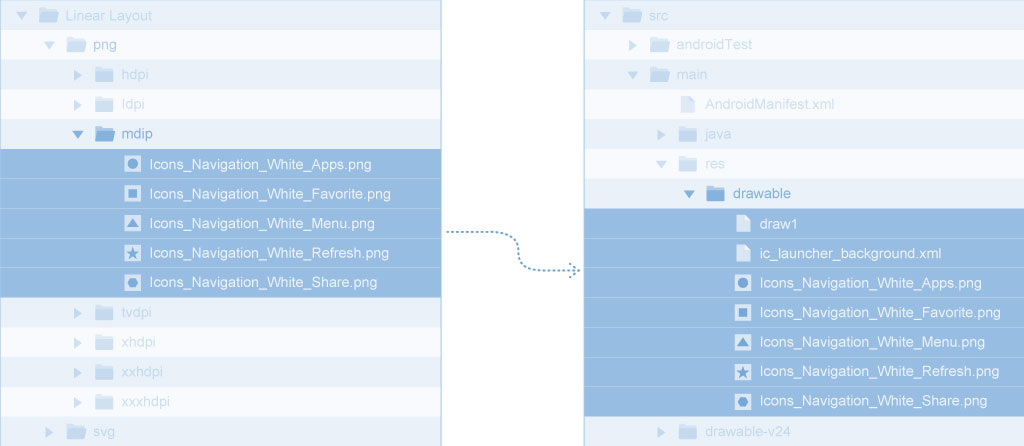 Linear Layout
png
hdpi
ldpi
mdip
Icons_Navigation_White_Apps.png
Icons_Navigation_White_Favorite.png
Icons_Navigation_White_Menu.png
Icons_Navigation_White_Refresh.png
Icons_Navigation_White_Share.png
tvdpi
xhdpi
xxhdpi
xxxhdpi
svg
src
androidTest
main
AndroidManifest.xml
java
res
drawable
draw1
ic_launcher_background.xml
Icons_Navigation_White_Apps.png
Icons_Navigation_White_Favorite.png
Icons_Navigation_White_Menu.png
Icons_Navigation_White_Refresh.png
Icons_Navigation_White_Share.png
drawable-v24